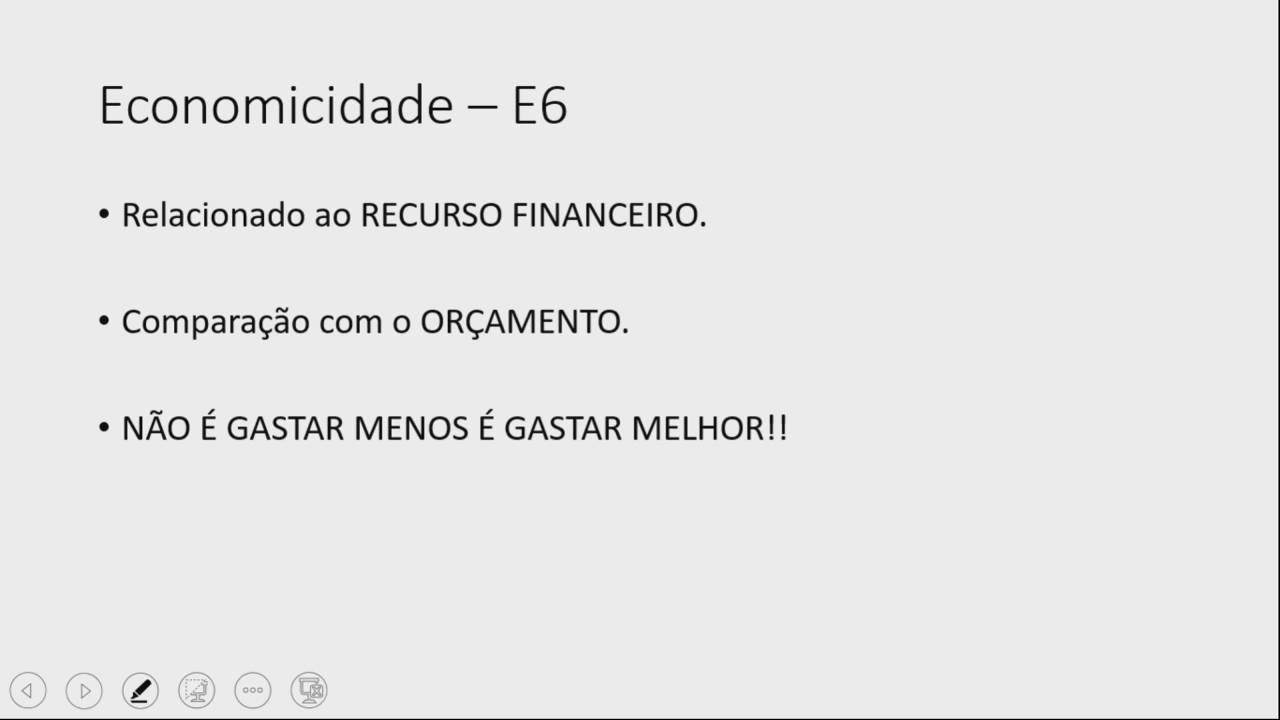 Economicidade – E6
• Relacionado ao RECURSO FINANCEIRO.
• Comparação com o ORÇAMENTO.
• NÃO É GASTAR MENOS É GASTAR MELHOR!!